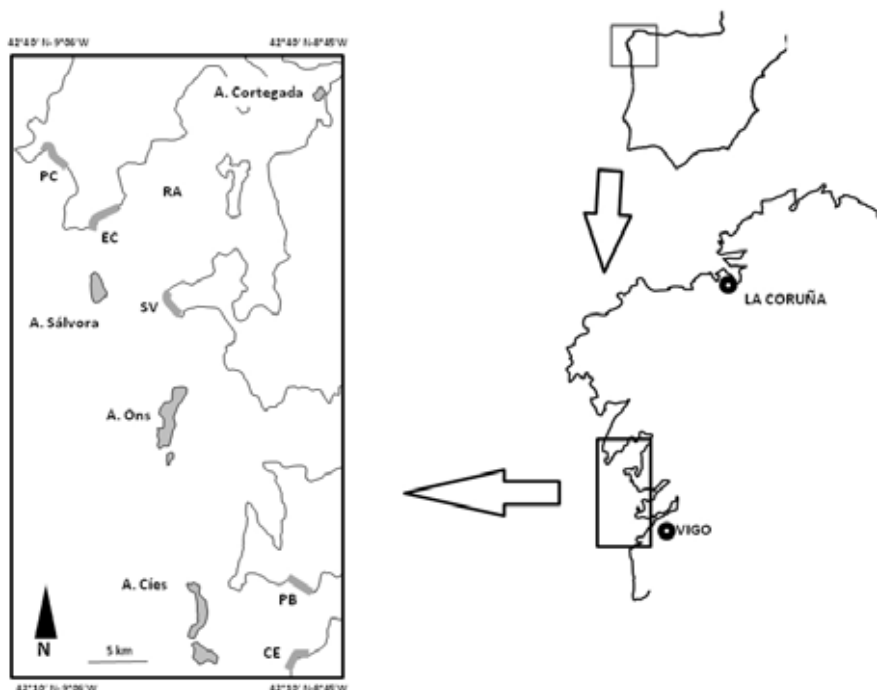 42°40' N-9°06'W
42°40' N-8°45'W
A. Cortegada
PC
RA
EC
SV
A. Sálvora
A. Ons
A. Cíes
PB
CE
N
5 km
42°10' N-9°06'W
42°10' N-8°45'W
LA CORUÑA
VIGO